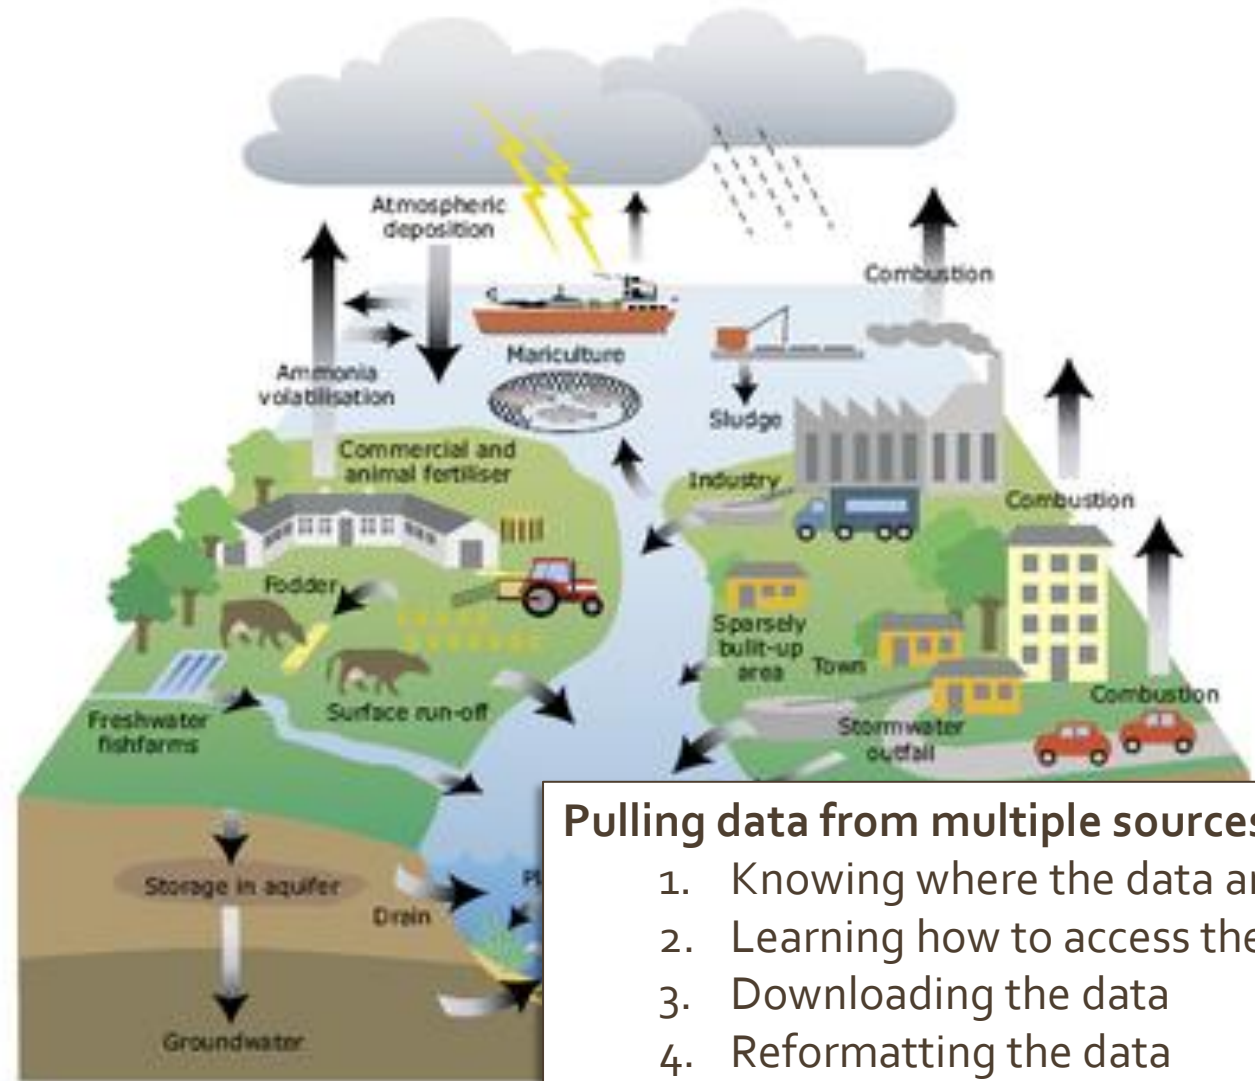 Atmospheric
deposition
Combustion
Mariculture
Ammonia
volatilisation
Sludge
Commercial and
animal fertiliser
Industry
Combustion
Fodder
Sparsely
built-up
area
Town
Combustion
Freshwater
fishfarms
Surface run-off
Stormwater
outfall
Storage in aquifer
Drain
Groundwater
Pulling data from multiple sources
1. Knowing where the data
2. Learning how to access
3. Downloading the data
4. Reformatting the data